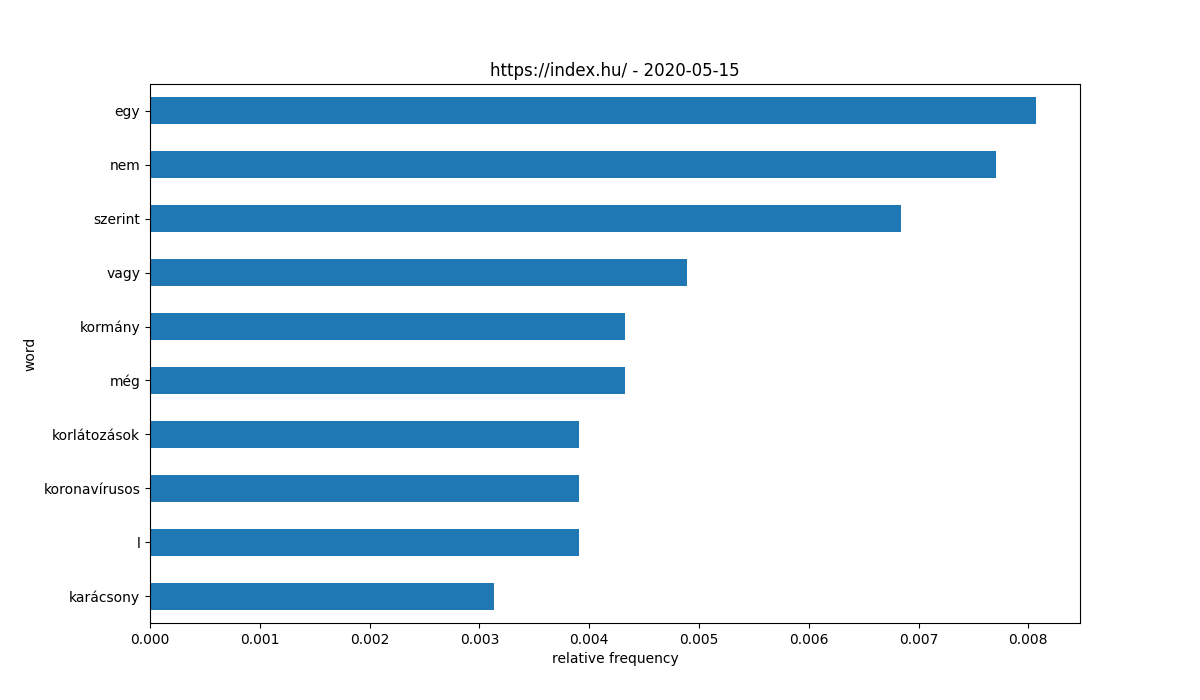 https://index.hu/ - 2020-05-15
egy
nem
szerint
vagy
kormány
még
korlátozások
koronavírusos
l
karácsony
word
0.000 0.001 0.002 0.003 0.004 0.005 0.006 0.007 0.008
relative frequency